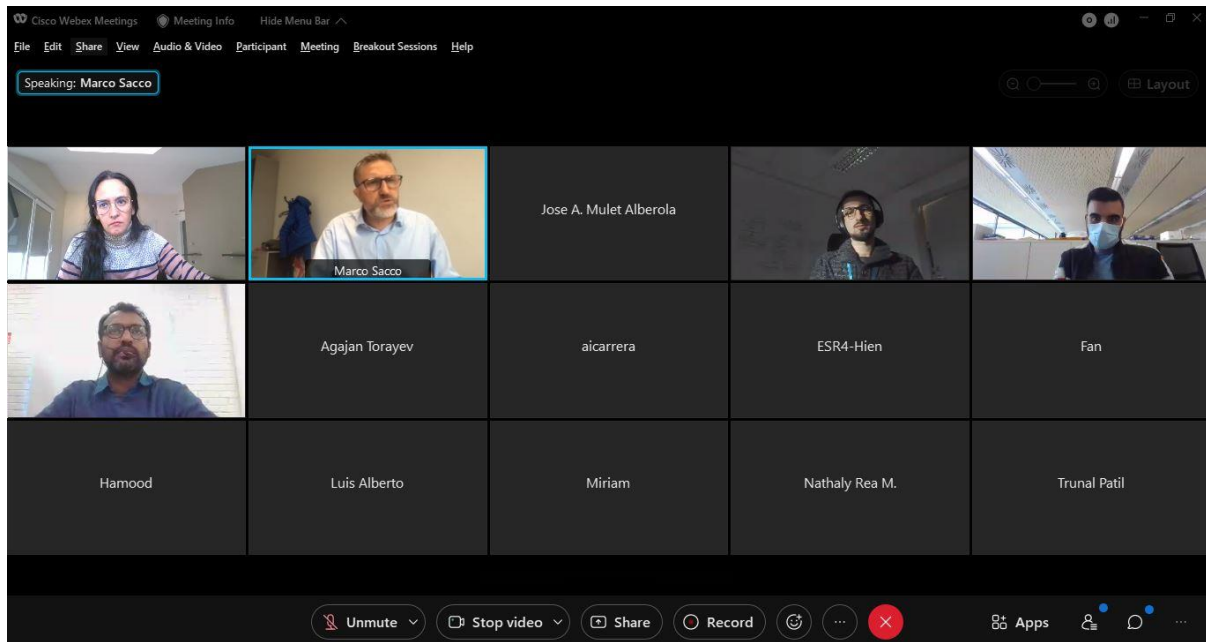 Cisco Webex Meetings Meeting Info Hide Menu Bar
File Edit Share View Audio & Video Participant Meeting Breakout Sessions Help
Speaking: Marco Sacco
Layout
Marco Sacco
Jose A. Mulet Alberola
Agajan Torayev
aicarrera
ESR4-Hien
Fan
Hamood
Luis Alberto
Miriam
Nathaly Rea M.
Trunal Patil
Unmute Stop video Share Record Apps